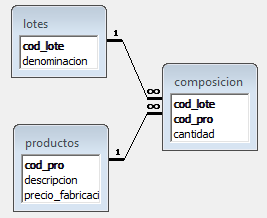 lotes
cod_lote
denominacion
1
∞
∞
composicion
cod_lote
cod_pro
cantidad
productos
1
cod_pro
descripcion
precio_fabricaci